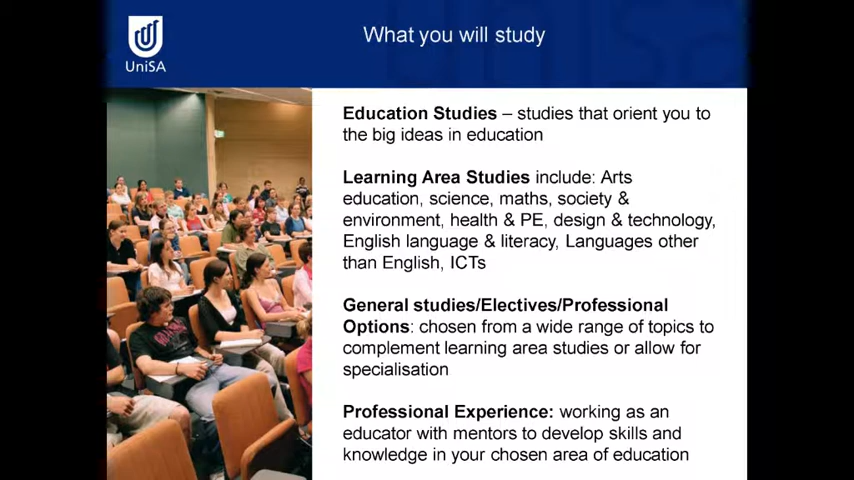 What you will study
UniSA
Education Studies – studies that orient you to
the big ideas in education
Learning Area Studies include: Arts
education, science, maths, society &
environment, health & PE, design & technology,
English language & literacy, Languages other
than English, ICTs
General studies/Electives/Professional
Options: chosen from a wide range of topics to
complement learning area studies or allow for
specialisation
Professional Experience: working as an
educator with mentors to develop skills and
knowledge in your chosen area of education